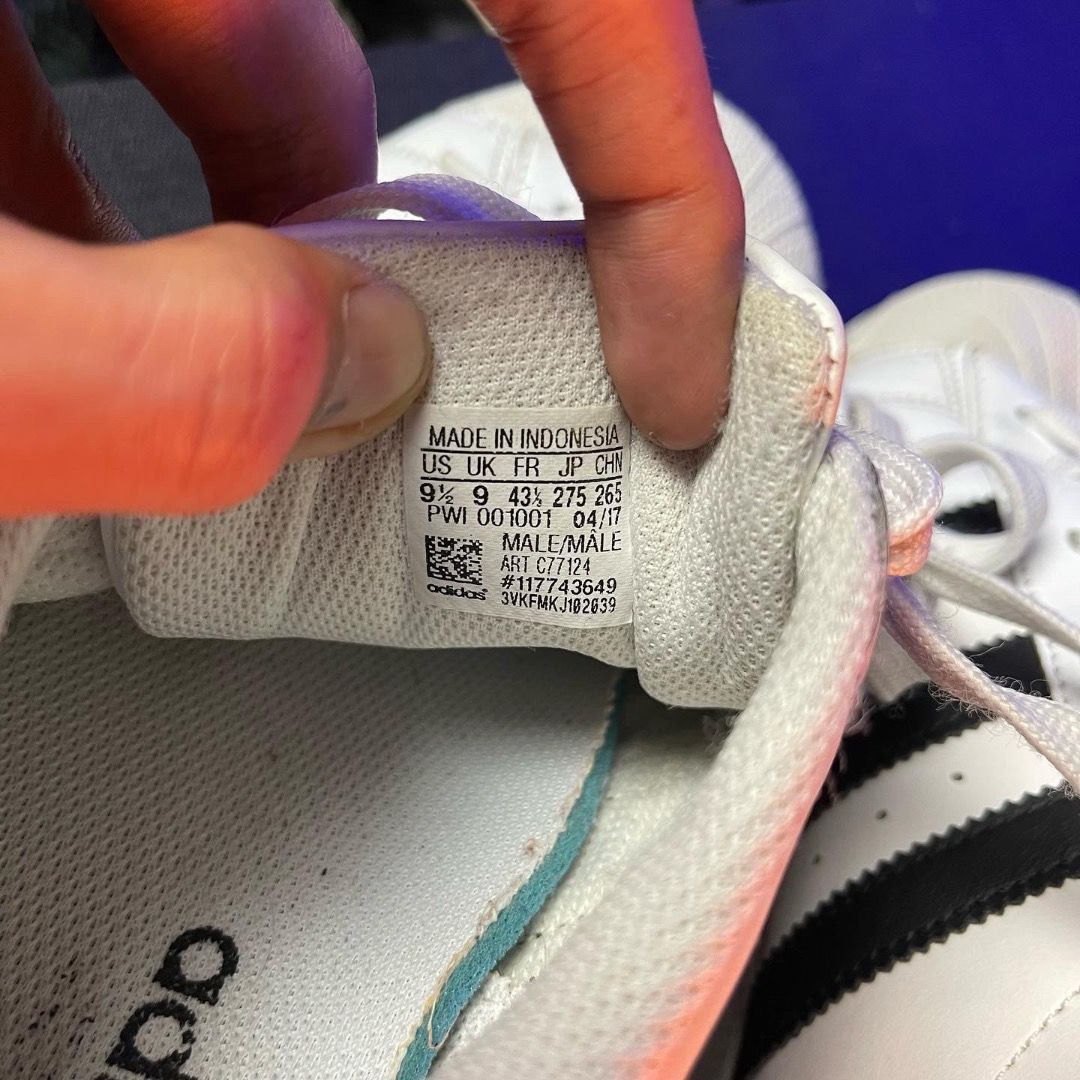 MADE IN INDONESIA
US UK FR JP CHN
9½ 9 43⅓ 275 265
PWI 001001 04/17
MALE/MÂLE
ART C77124
#117743649
adidas 3VKFMKJ102039